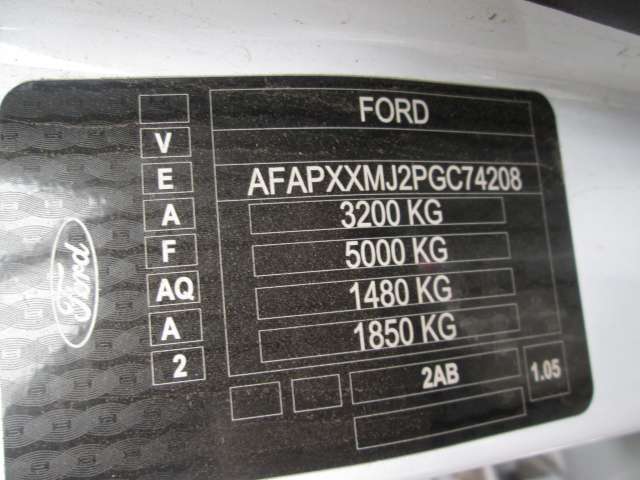 FORD
V
E AFAPXXMJ2PGC74208
A 3200 KG
F 5000 KG
AQ 1480 KG
A 1850 KG
2 2AB 1.05
Ford